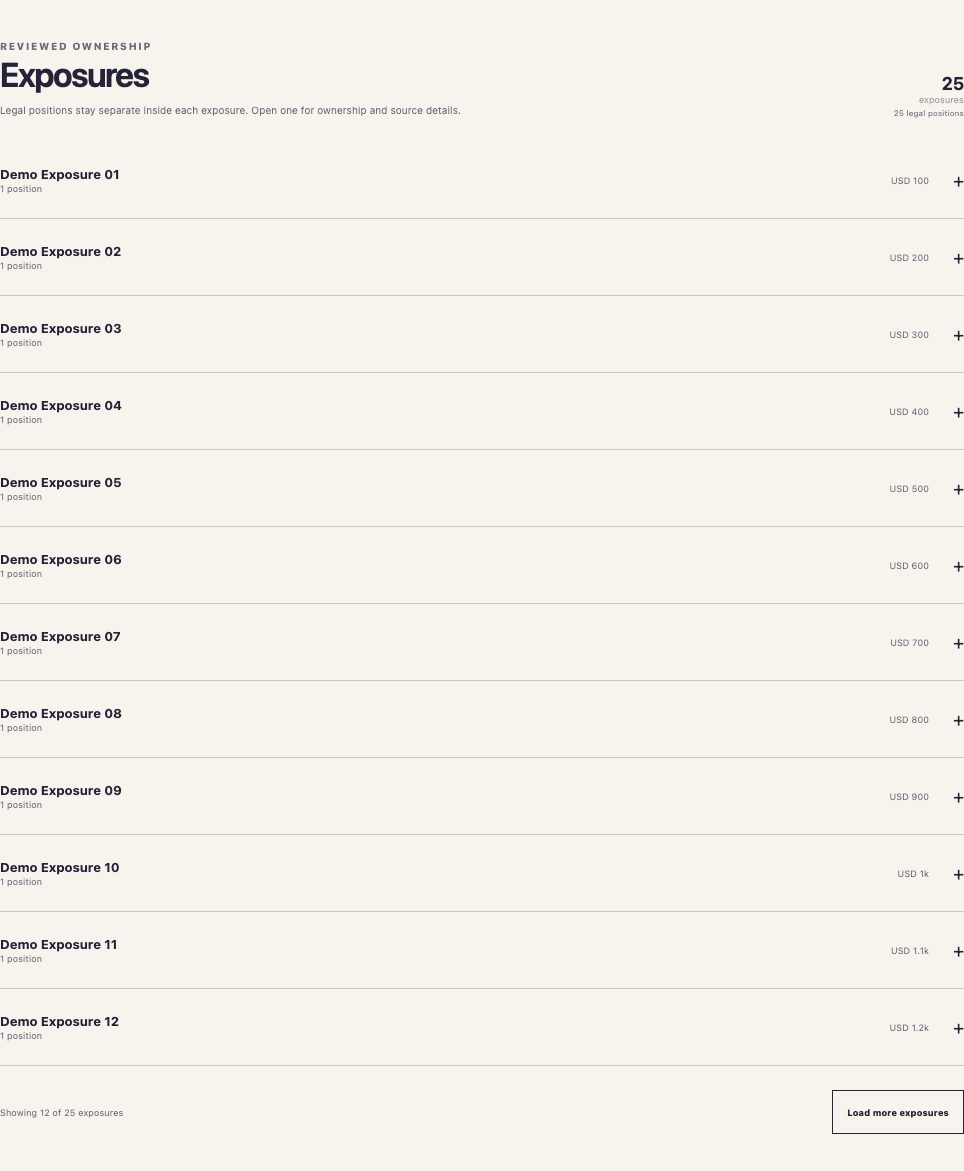 REVIEWED OWNERSHIP
Exposures
Legal positions stay separate inside each exposure. Open one for ownership and source details.
25
exposures
25 legal positions
Demo Exposure 01
1 position
USD 100
+
Demo Exposure 02
1 position
USD 200
+
Demo Exposure 03
1 position
USD 300
+
Demo Exposure 04
1 position
USD 400
+
Demo Exposure 05
1 position
USD 500
+
Demo Exposure 06
1 position
USD 600
+
Demo Exposure 07
1 position
USD 700
+
Demo Exposure 08
1 position
USD 800
+
Demo Exposure 09
1 position
USD 900
+
Demo Exposure 10
1 position
USD 1k
+
Demo Exposure 11
1 position
USD 1.1k
+
Demo Exposure 12
1 position
USD 1.2k
+
Showing 12 of 25 exposures
Load more exposures